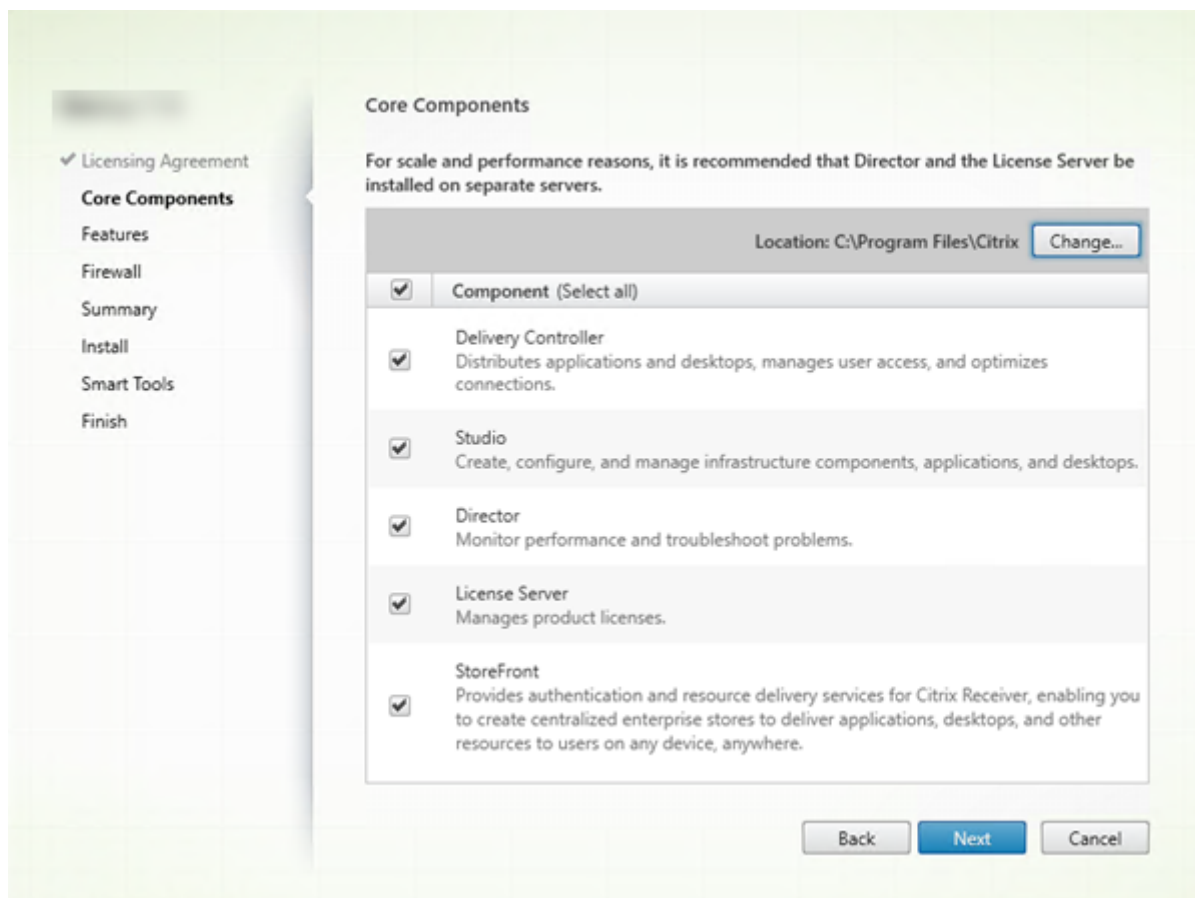 Core Components
✔ Licensing Agreement
Core Components
Features
Firewall
Summary
Install
Smart Tools
Finish
For scale and performance reasons, it is recommended that Director and the License Server be
installed on separate servers.
Location: C:\Program Files\Citrix Change...
Component (Select all)
Delivery Controller
Distributes applications and desktops, manages user access, and optimizes
connections.
Studio
Create, configure, and manage infrastructure components, applications, and desktops.
Director
Monitor performance and troubleshoot problems.
License Server
Manages product licenses.
StoreFront
Provides authentication and resource delivery services for Citrix Receiver, enabling you
to create centralized enterprise stores to deliver applications, desktops, and other
resources to users on any device, anywhere.
Back Next Cancel